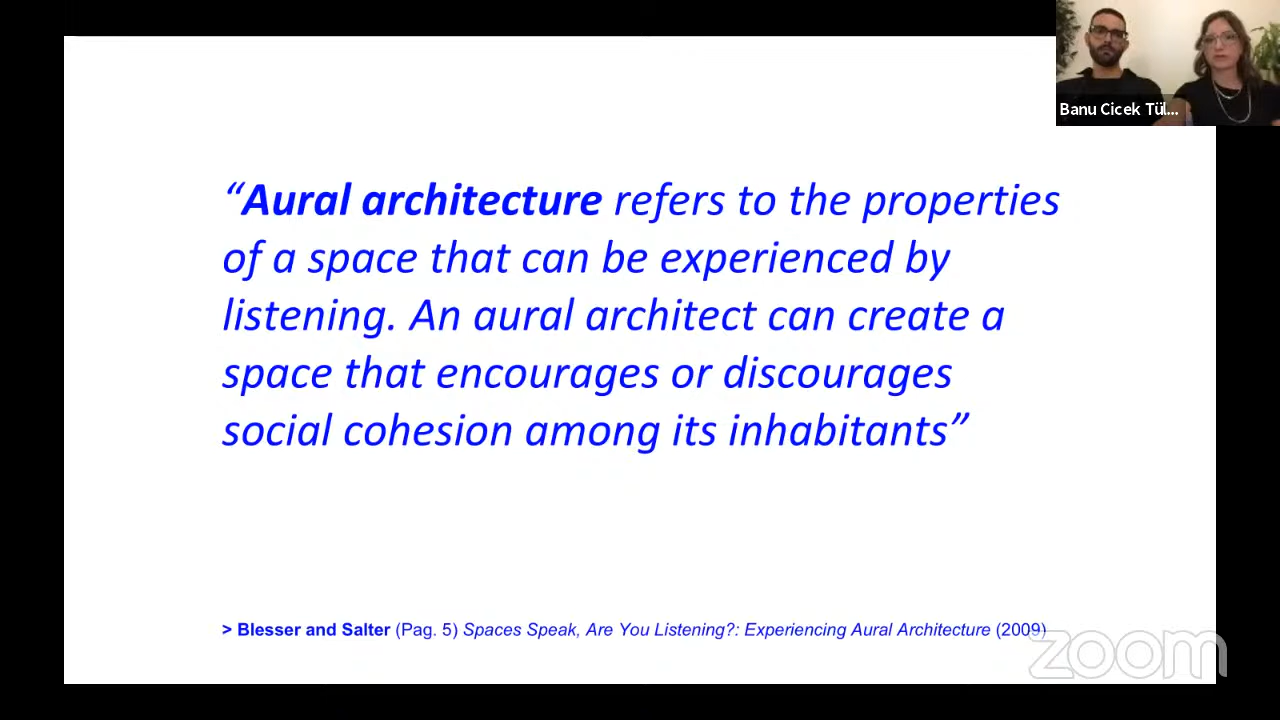 Banu Cicek Tül...
“Aural architecture refers to the properties
of a space that can be experienced by
listening. An aural architect can create a
space that encourages or discourages
social cohesion among its inhabitants”
> Blesser and Salter (Pag. 5) Spaces Speak, Are You Listening?: Experiencing Aural Architecture (2009)
zoom